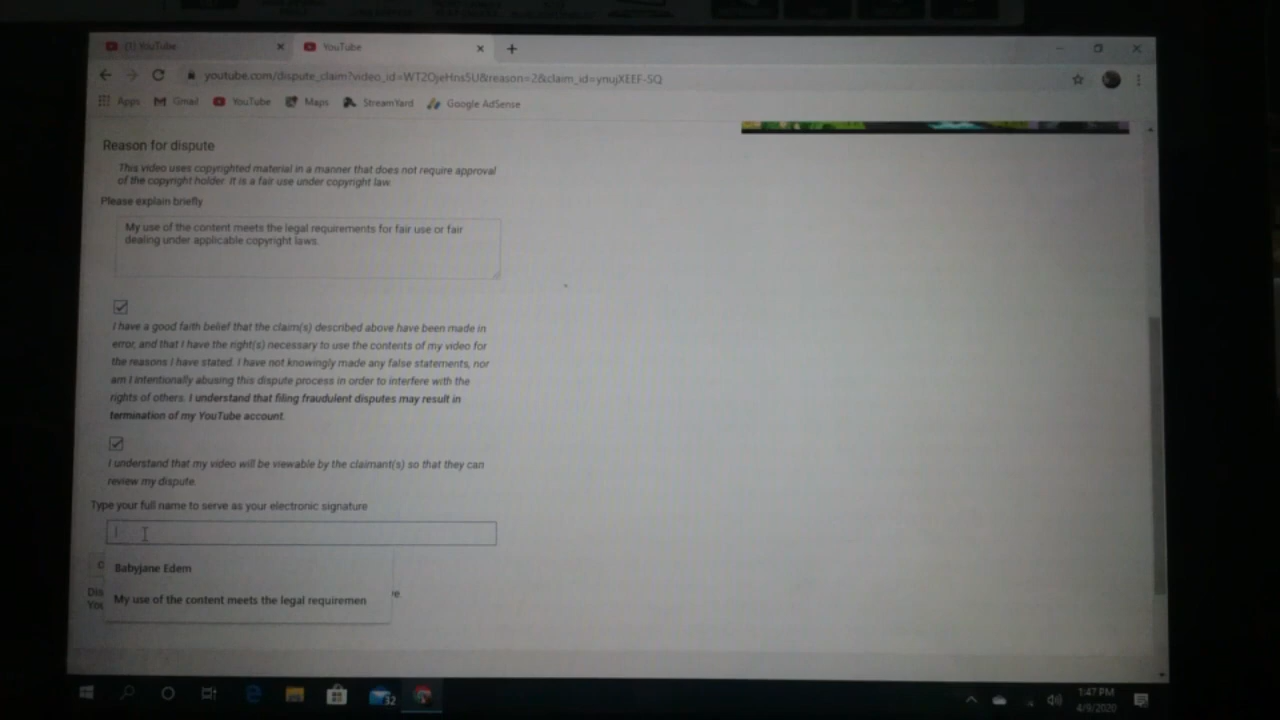 (1) YouTube
YouTube
youtube.com/dispute_claim?video_id=WT2OjeHns5U&reason=2&claim_id=ynujXEEF-SQ
Apps Gmail YouTube Maps StreamYard Google AdSense
Reason for dispute
This video uses copyrighted material in a manner that does not require approval
of the copyright holder. It is a fair use under copyright law.
Please explain briefly
My use of the content meets the legal requirements for fair use or fair
dealing under applicable copyright laws.
I have a good faith belief that the claim(s) described above have been made in
error, and that I have the right(s) necessary to use the contents of my video for
the reasons I have stated. I have not knowingly made any false statements, nor
am I intentionally abusing this dispute process in order to interfere with the
rights of others. I understand that filing fraudulent disputes may result in
termination of my YouTube account.
I understand that my video will be viewable by the claimant(s) so that they can
review my dispute.
Type your full name to serve as your electronic signature
Babyjane Edem
My use of the content meets the legal requiremen
32
1:47 PM
4/9/2020